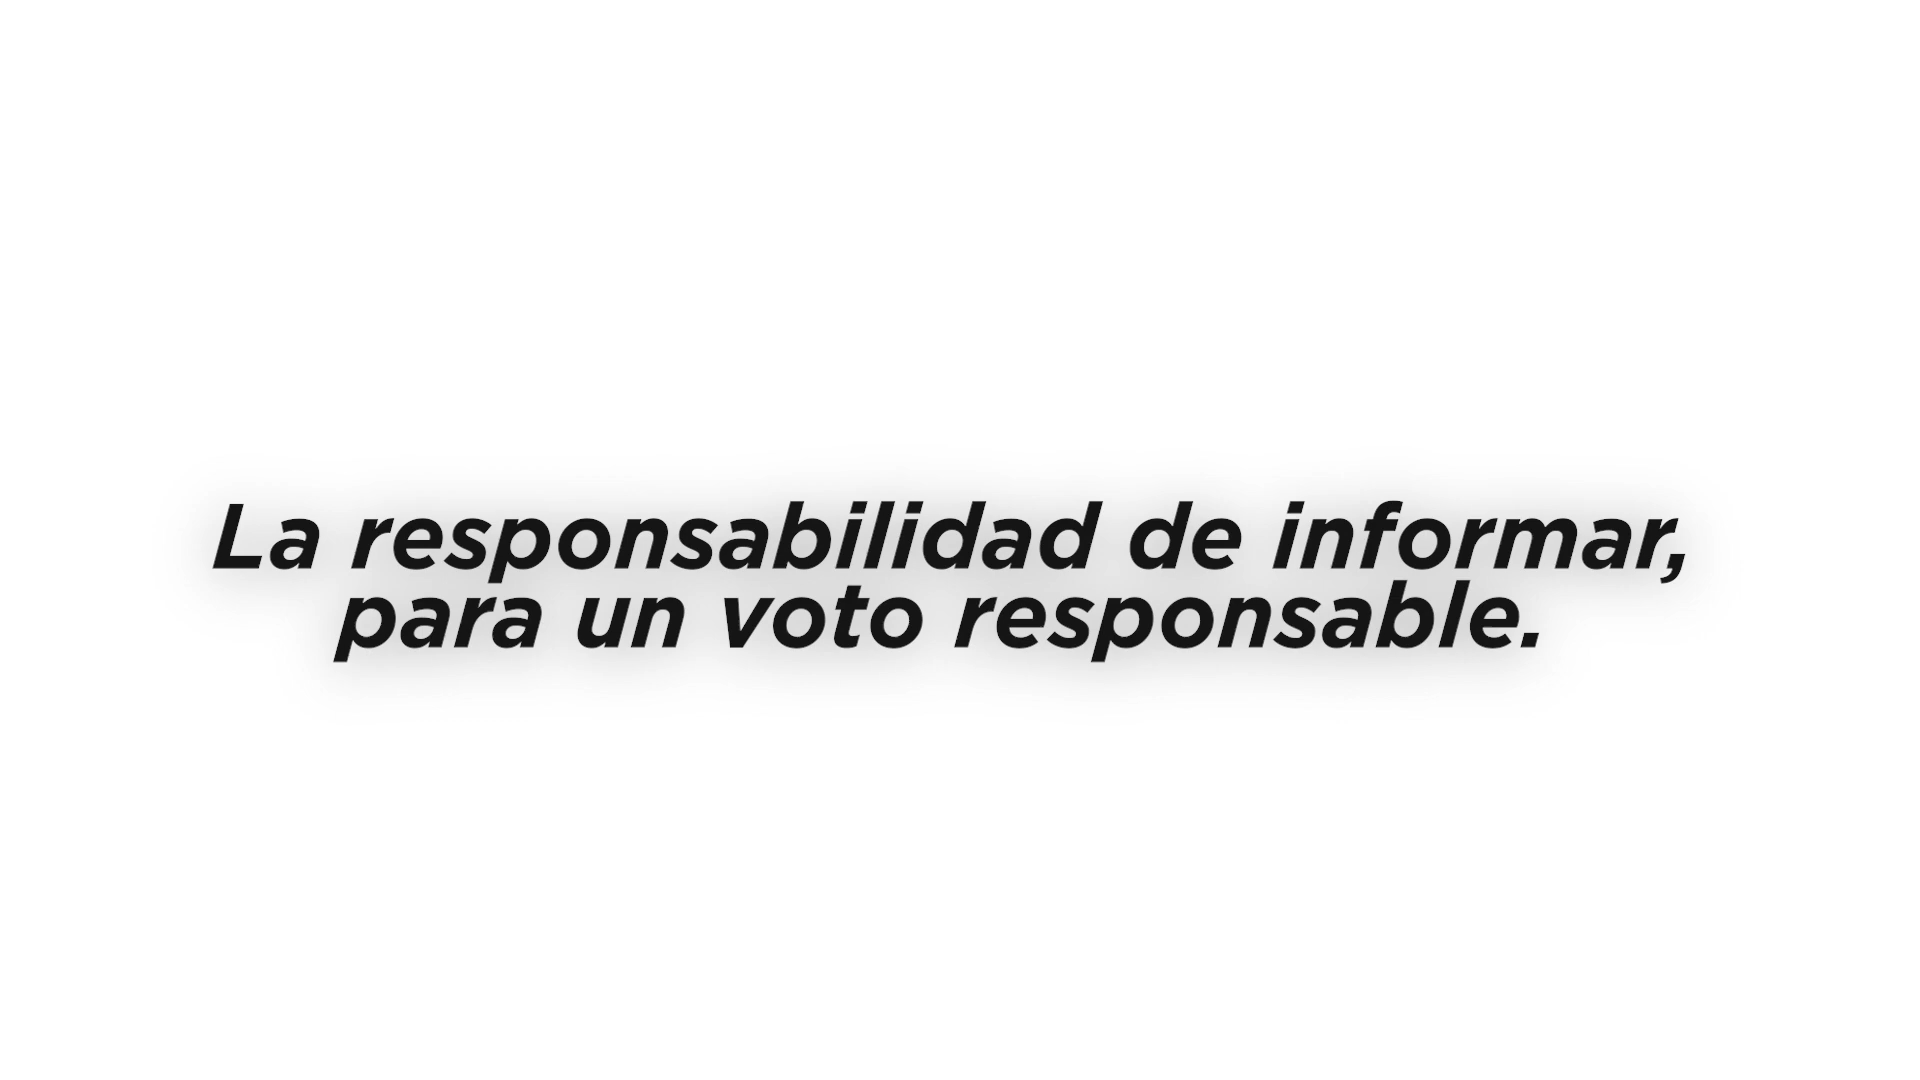 La responsabilidad de informar,
para un voto responsable.